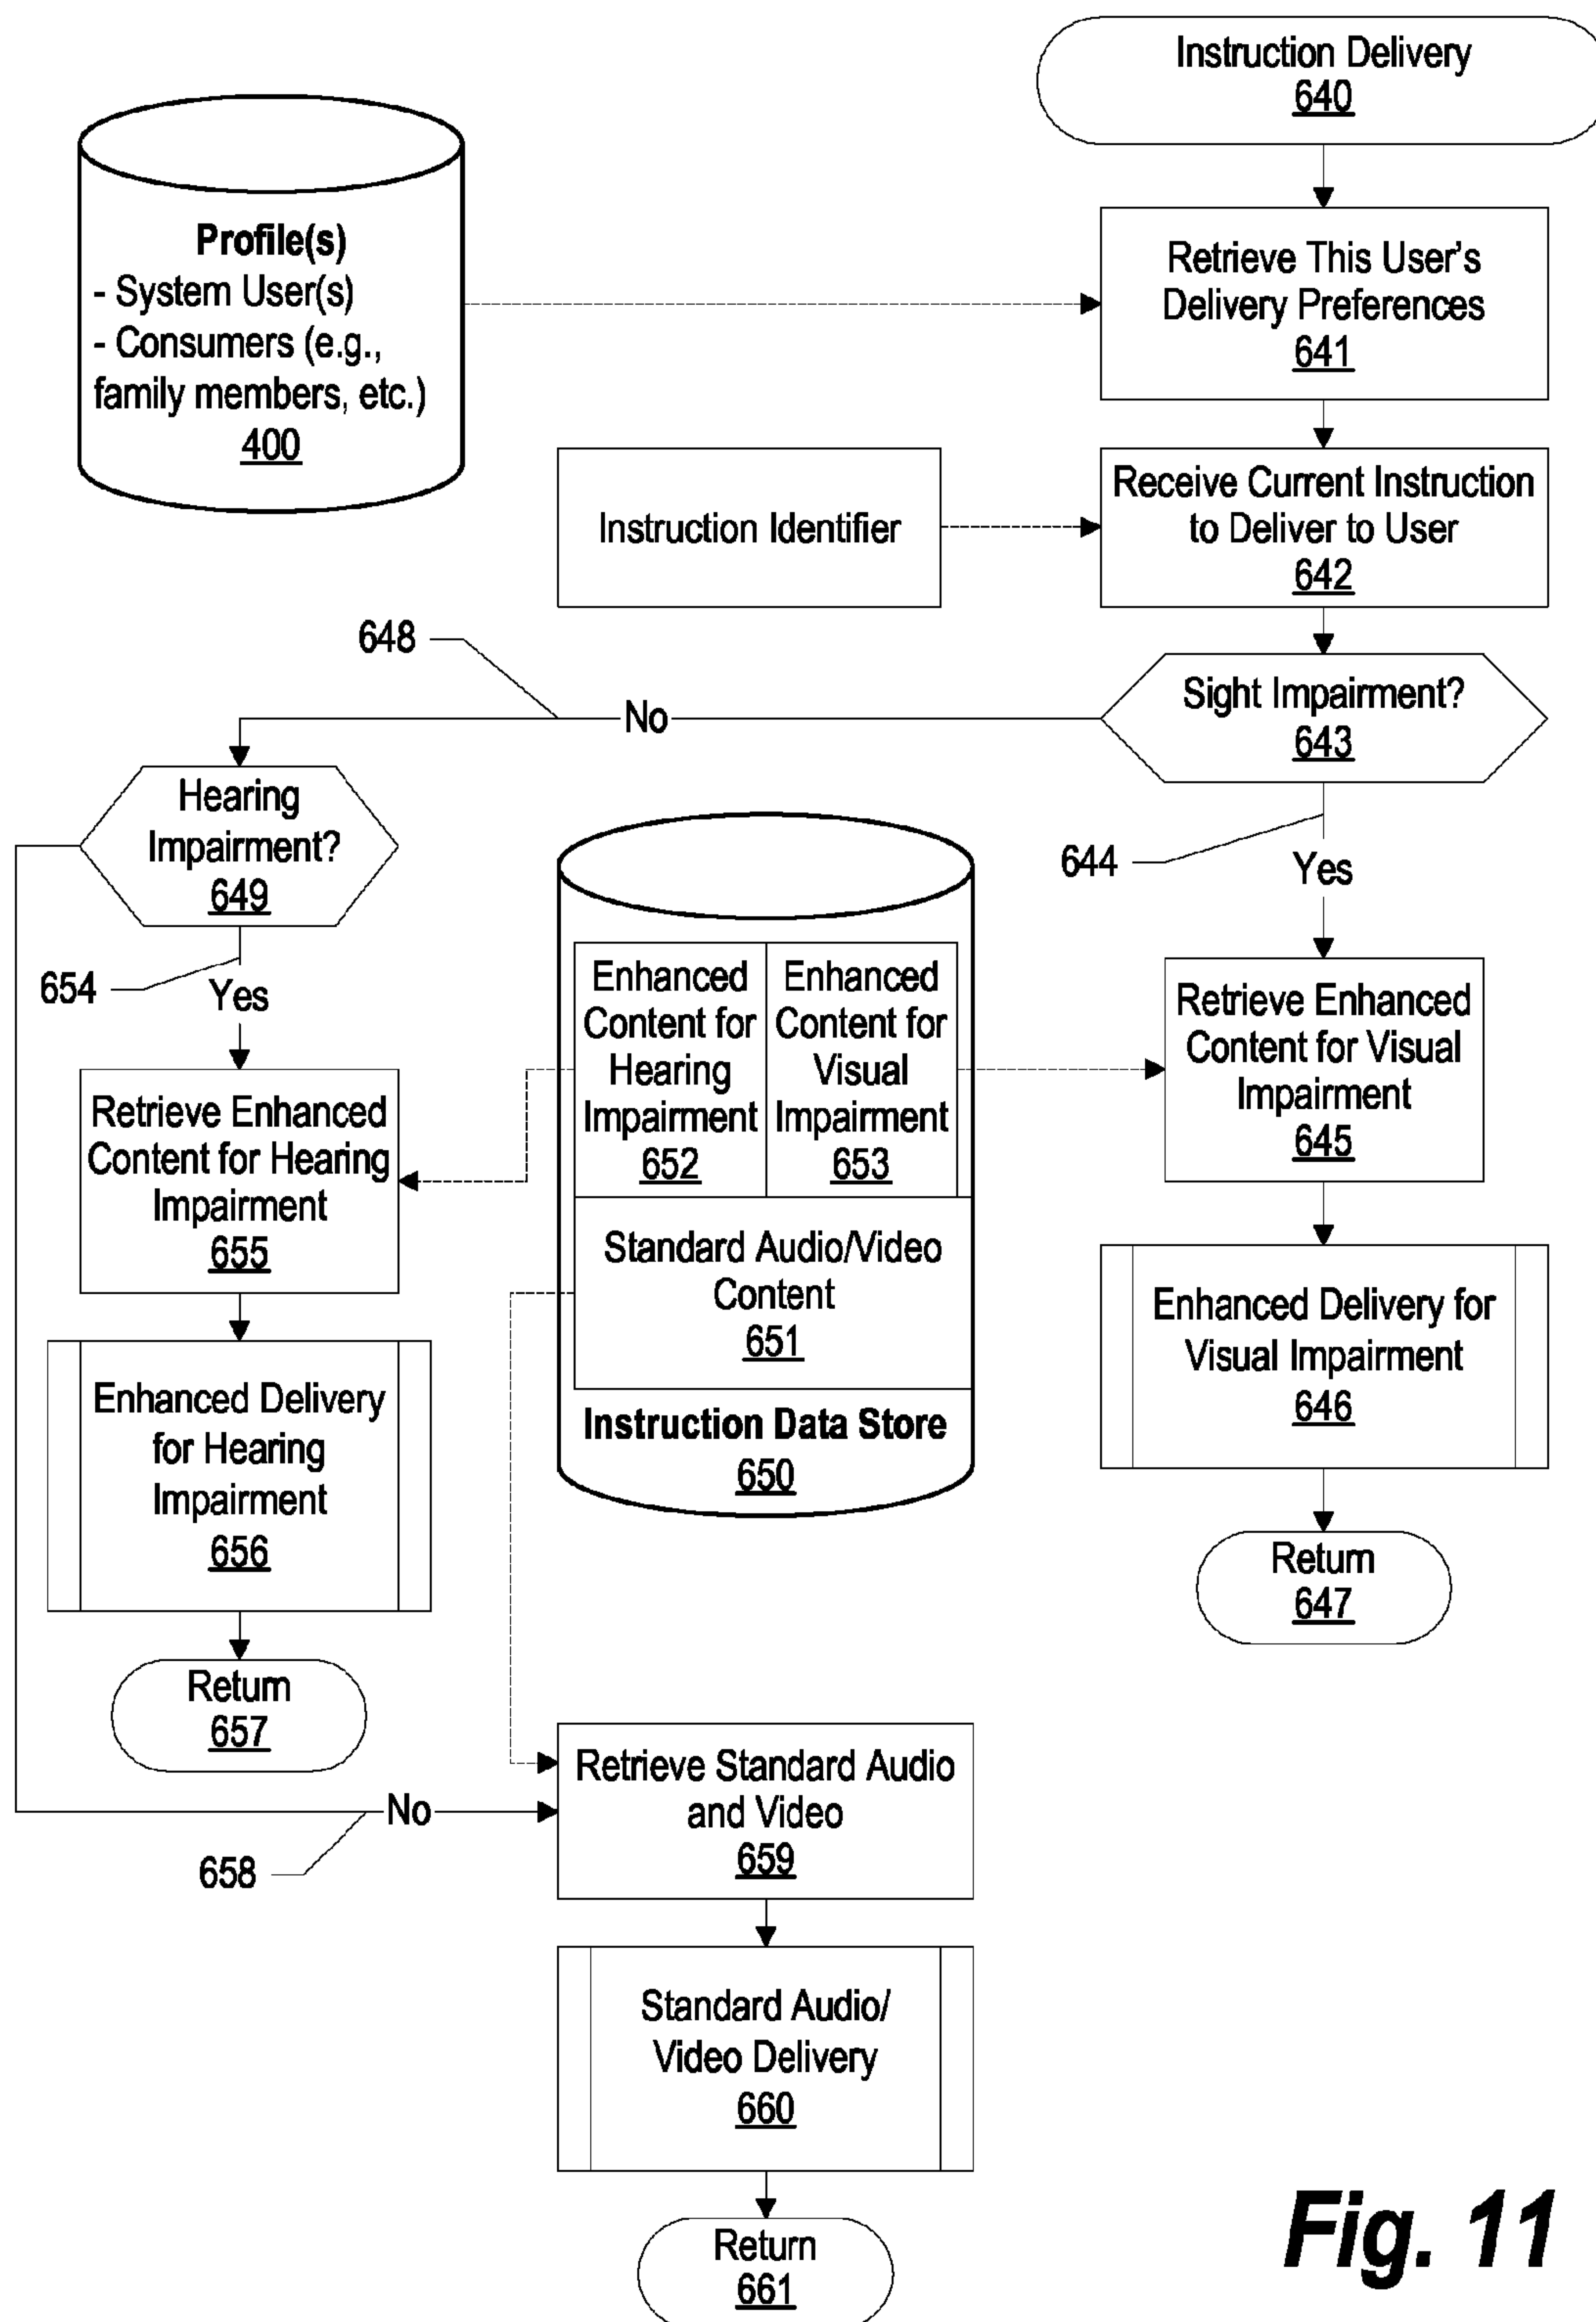 Instruction Delivery
640
Profile(s)
- System User(s)
- Consumers (e.g.,
family members, etc.)
400
Retrieve This User's
Delivery Preferences
641
Instruction Identifier
Receive Current Instruction
to Deliver to User
642
648
No
Sight Impairment?
643
Hearing
Impairment?
649
644
Yes
654
Yes
Enhanced
Content for
Hearing
Impairment
652
Enhanced
Content for
Visual
Impairment
653
Retrieve Enhanced
Content for Visual
Impairment
645
Retrieve Enhanced
Content for Hearing
Impairment
655
Standard Audio/Video
Content
651
Instruction Data Store
650
Enhanced Delivery for
Visual Impairment
646
Enhanced Delivery
for Hearing
Impairment
656
Return
647
Return
657
Retrieve Standard Audio
and Video
659
No
658
Standard Audio/
Video Delivery
660
Return
661
Fig. 11